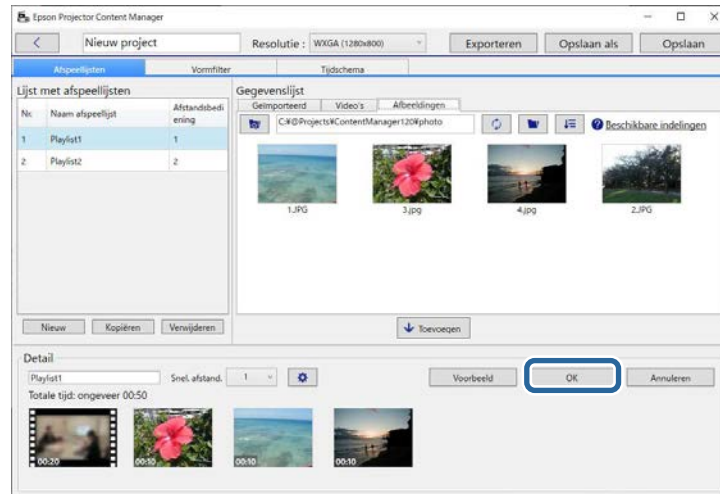 Epson Projector Content Manager
Nieuw project
Resolutie : WXGA (1280x800)
Exporteren
Opslaan als
Opslaan
Afspeellijsten
Vormfilter
Tijdschema
Lijst met afspeellijsten
Nr. Naam afspeellijst Afstandsbedi
ening
1 Playlist1 1
2 Playlist2 2
Nieuw
Kopiëren
Verwijderen
Gegevenslijst
Geïmporteerd
Video's
Afbeeldingen
C:¥@Projects¥ContentManager120¥photo
Beschikbare indelingen
1.JPG
3.jpg
4.jpg
2.JPG
Toevoegen
Detail
Playlist1
Snel. afstand. 1
Voorbeeld
OK
Annuleren
Totale tijd: ongeveer 00:50
00:20
00:10
00:10
00:10